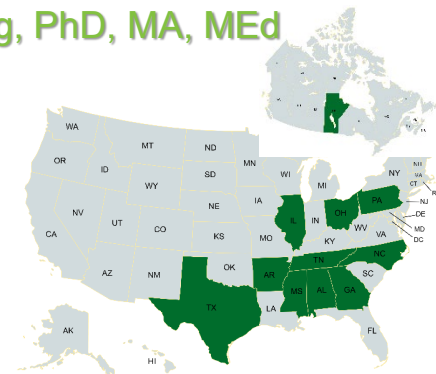 g, PhD, MA, MEd
WA
MT
ND
MN
OR
ID
SD
WI
MI
NY
NH
VA
CT
R
WY
IA
PA
NJ
NE
IL
IN
OH
DE
NV
UT
CO
WV
MD
CA
KS
MO
KY
VA
DC
TN
NC
AZ
NM
OK
AR
SC
MS
AL
GA
TX
LA
AK
FL
HI